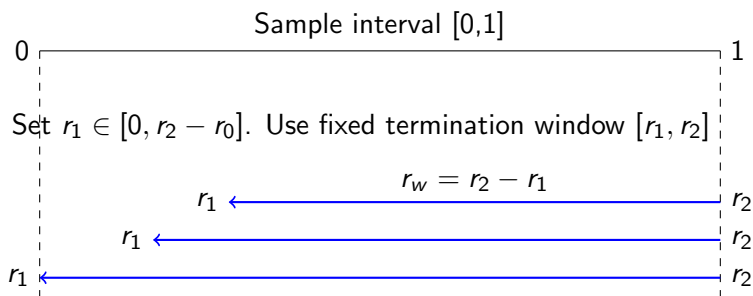 Sample interval [0,1]
0 1
Set r₁ ∈ [0, r₂ − r₀]. Use fixed termination window [r₁, r₂]
r_w = r₂ − r₁
r₁ r₂
r₁ r₂
r₁ r₂